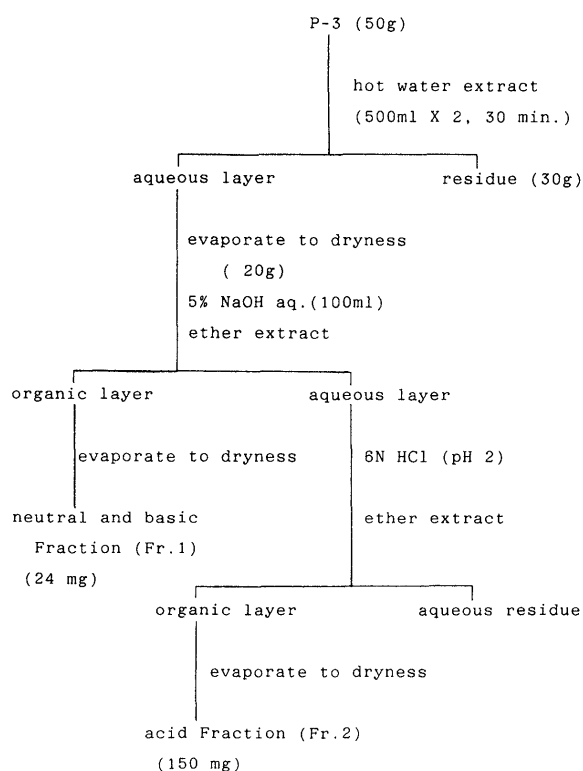 P-3 (50g)
hot water extract
(500ml X 2, 30 min.)
aqueous layer
residue (30g)
evaporate to dryness
( 20g)
5% NaOH aq.(100ml)
ether extract
organic layer
aqueous layer
evaporate to dryness
6N HCl (pH 2)
neutral and basic
Fraction (Fr.1)
(24 mg)
ether extract
organic layer
aqueous residue
evaporate to dryness
acid Fraction (Fr.2)
(150 mg)